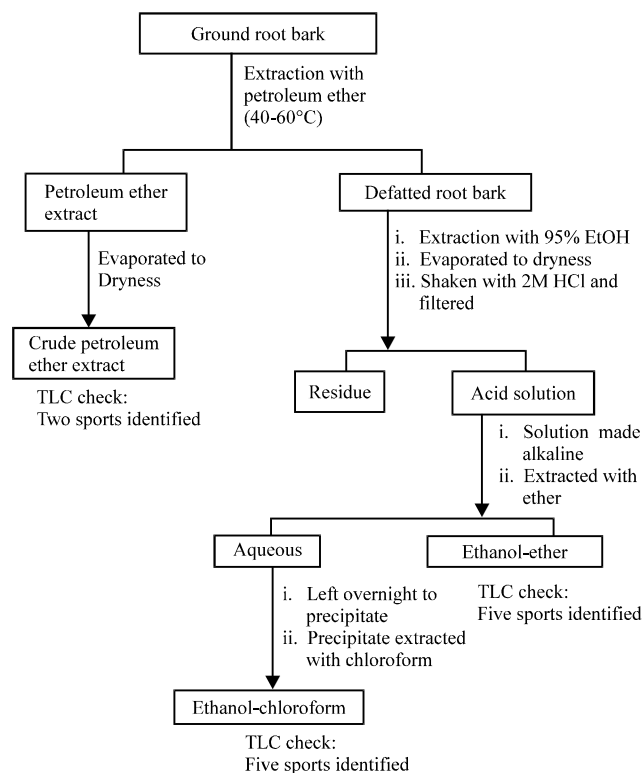 Ground root bark
Extraction with
petroleum ether
(40-60°C)
Petroleum ether
extract
Defatted root bark
Evaporated to
Dryness
i. Extraction with 95% EtOH
ii. Evaporated to dryness
iii. Shaken with 2M HCl and
filtered
Crude petroleum
ether extract
TLC check:
Two sports identified
Residue
Acid solution
i. Solution made
alkaline
ii. Extracted with
ether
Aqueous
Ethanol-ether
i. Left overnight to
precipitate
ii. Precipitate extracted
with chloroform
TLC check:
Five sports identified
Ethanol-chloroform
TLC check:
Five sports identified